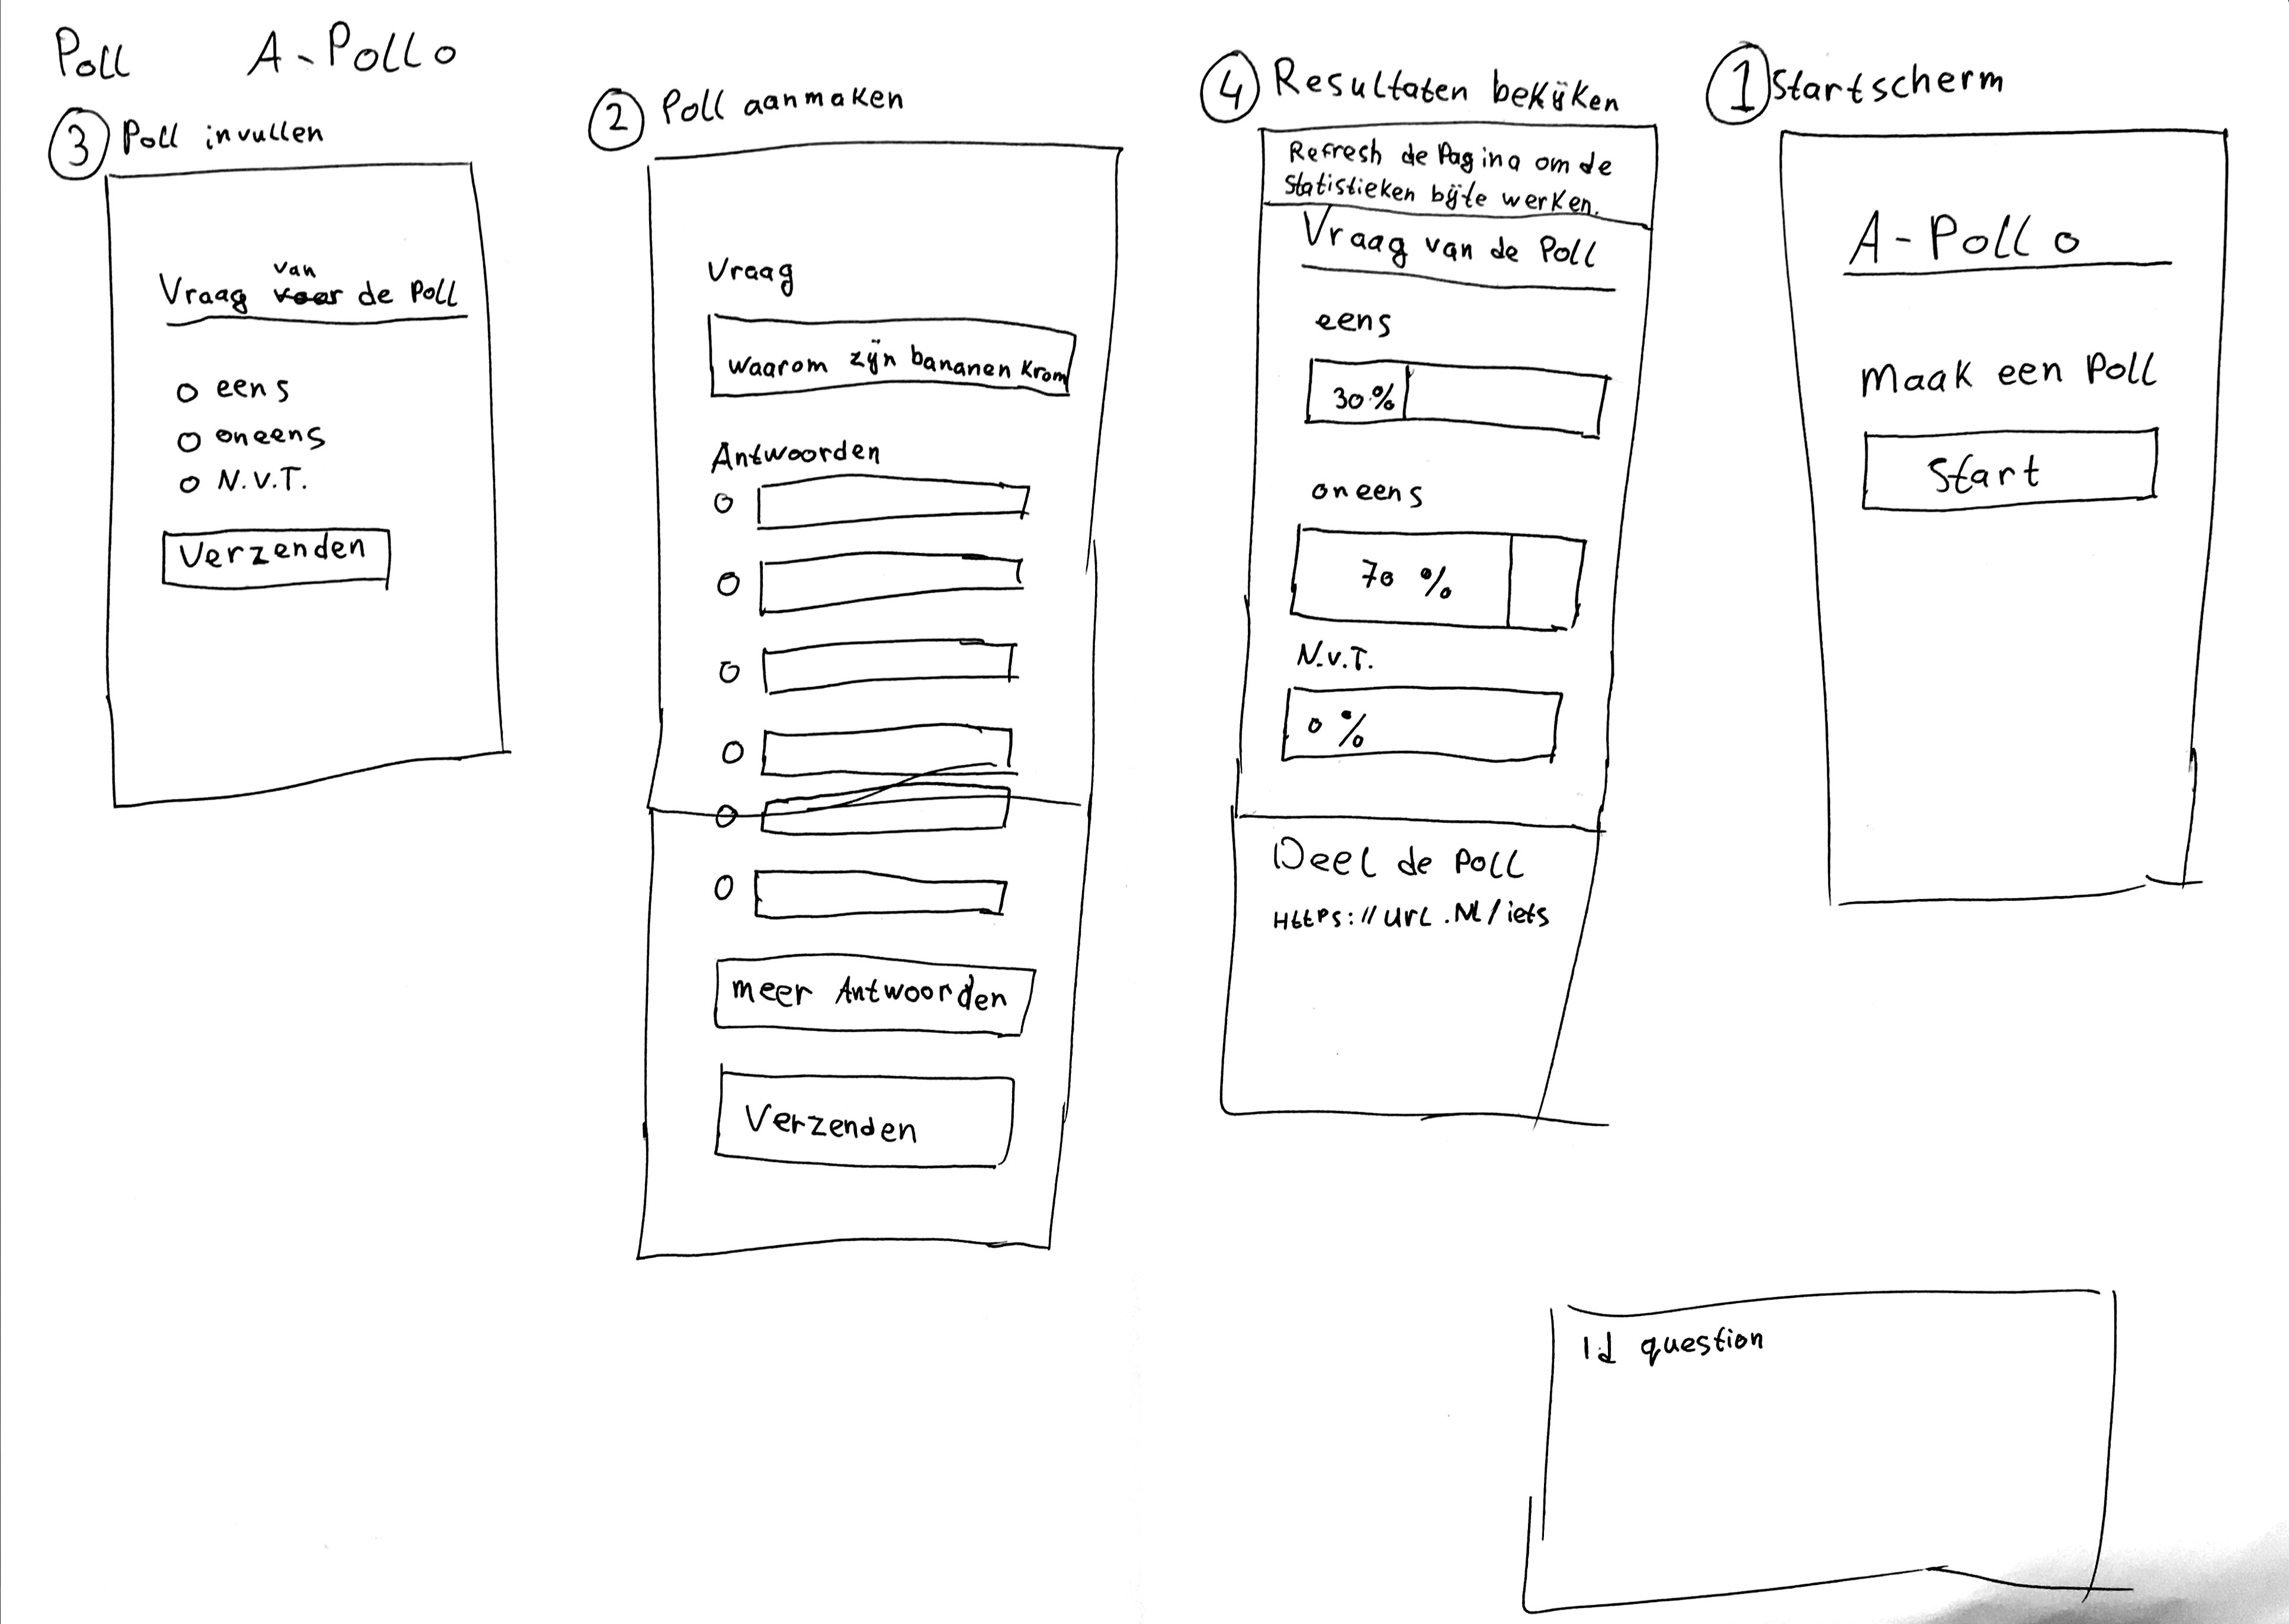 Poll A-Pollo
3 Poll invullen
Vraag voor van de Poll
eens
oneens
N.V.T.
Verzenden
2 Poll aanmaken
Vraag
waarom zijn bananen krom
Antwoorden
meer Antwoorden
Verzenden
4 Resultaten bekijken
Refresh de Pagina om de
Statistieken bij te werken.
Vraag van de Poll
eens
30%
oneens
70 %
N.v.T.
0 %
Deel de Poll
Https://url.Nl/iets
1 Startscherm
A-Pollo
maak een Poll
Start
Id question